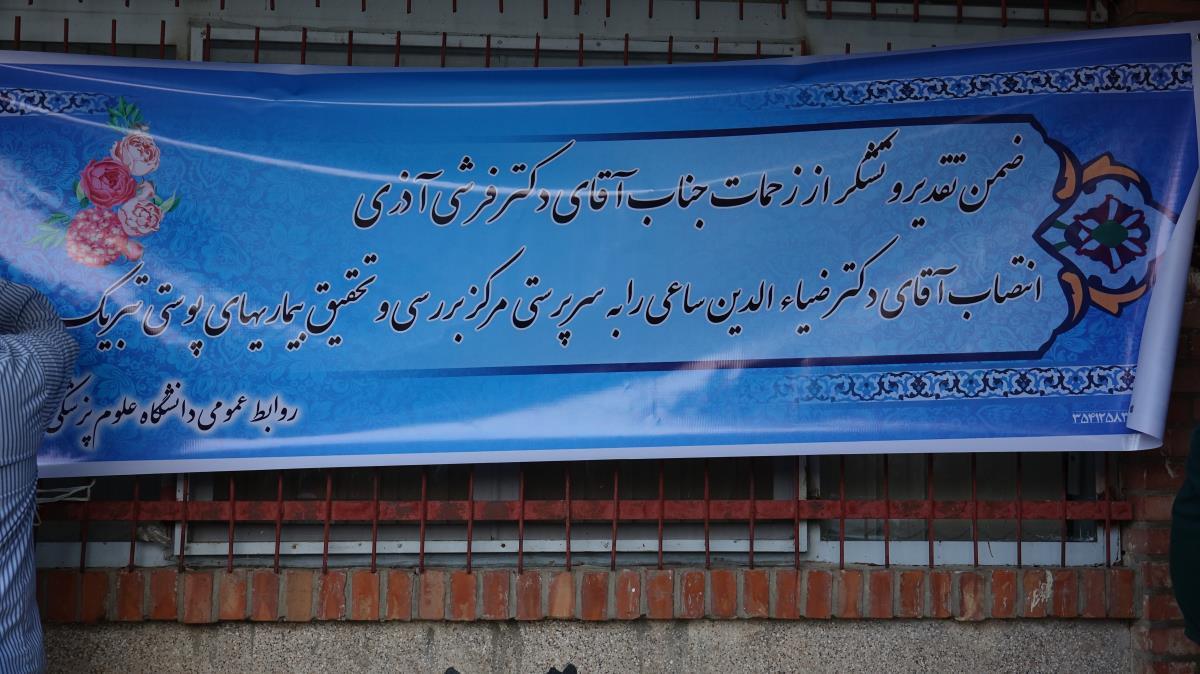 ضمن تقدیر و تشکر از زحمات جناب آقای دکتر فرشی آذری
انتصاب آقای دکتر ضیاء الدین ساعی را به سرپرستی مرکز بررسی و تحقیق بیماریهای پوستی تبریک
روابط عمومی دانشگاه علوم پزشکی